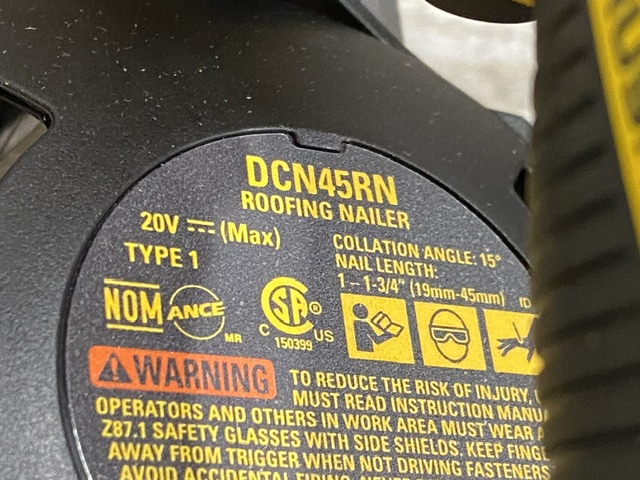 DCN45RN
ROOFING NAILER
20V ⎓ (Max)
TYPE 1
COLLATION ANGLE: 15°
NAIL LENGTH:
1 – 1-3/4" (19mm-45mm) ID
NOM ANCE MR
C SA® US
150399
WARNING
TO REDUCE THE RISK OF INJURY,
MUST READ INSTRUCTION
OPERATORS AND OTHERS IN WORK AREA MUST WEAR
Z87.1 SAFETY GLASSES WITH SIDE SHIELDS. KEEP
AWAY FROM TRIGGER WHEN NOT DRIVING FASTENERS
AVOID ACCIDENTAL FIRING. NEVER